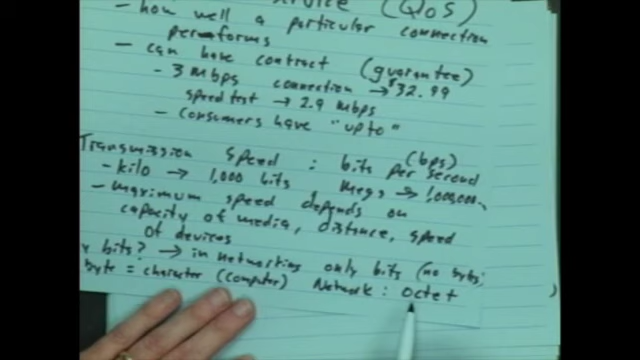 (QoS)
- how well a particular connection
performs
- can have contract (guarantee)
- 3 mbps connection → $32.99
speed test → 2.9 mbps
- consumers have "up to"
Transmission speed : bits per second (bps)
- kilo → 1,000 bits Mega → 1,000,000
- maximum speed depends on
capacity of media, distance, speed
of devices
bits? → in networking only bits (no bytes
byte = character (computer) Network : octet